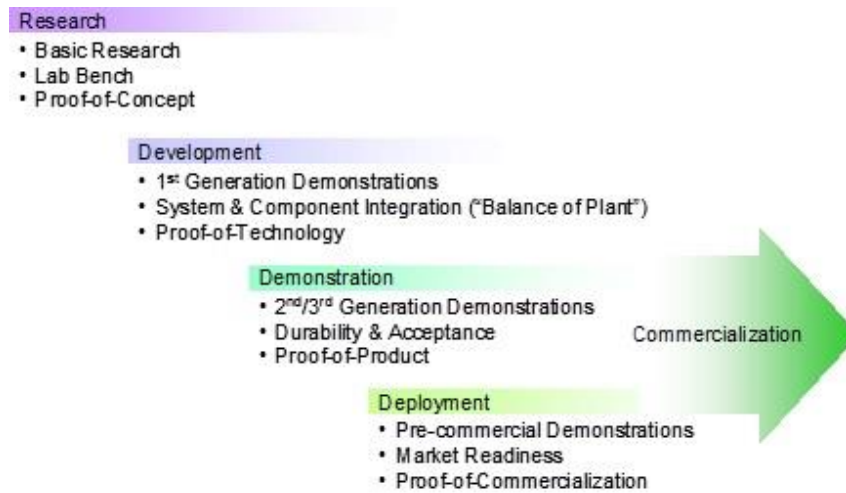 Research
• Basic Research
• Lab Bench
• Proof-of-Concept
Development
• 1st Generation Demonstrations
• System & Component Integration ("Balance of Plant")
• Proof-of-Technology
Demonstration
• 2nd/3rd Generation Demonstrations
• Durability & Acceptance
• Proof-of-Product
Commercialization
Deployment
• Pre-commercial Demonstrations
• Market Readiness
• Proof-of-Commercialization